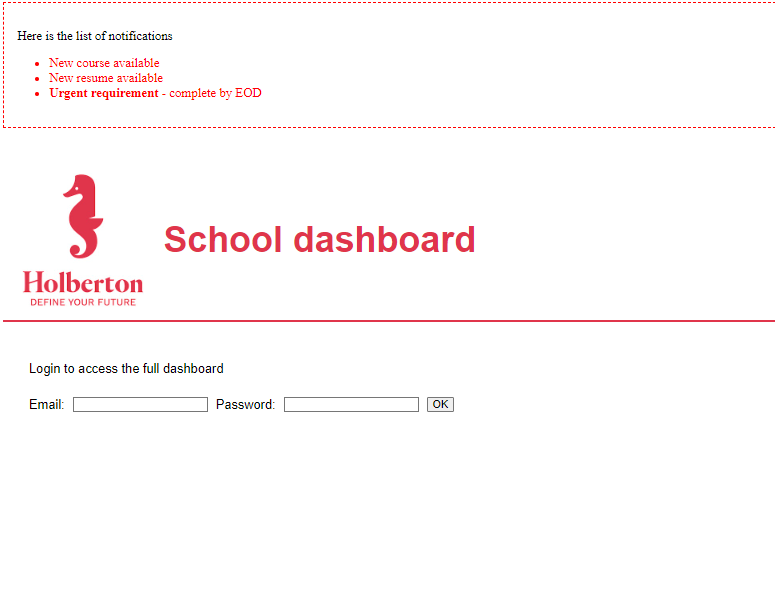 Here is the list of notifications
New course available
New resume available
Urgent requirement - complete by EOD
School dashboard
Holberton
DEFINE YOUR FUTURE
Login to access the full dashboard
Email: Password: OK